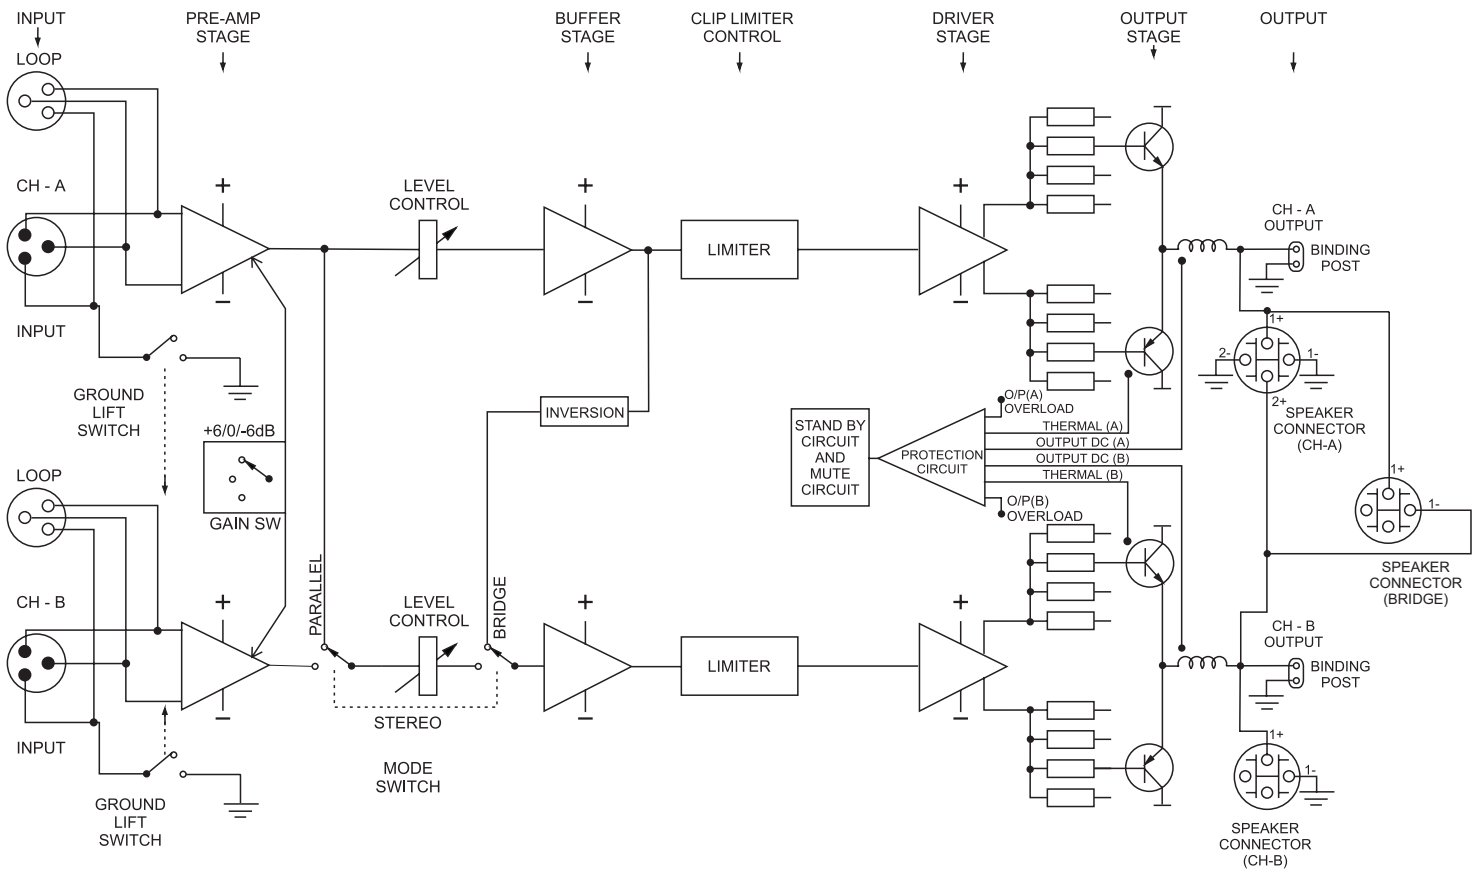 INPUT
PRE-AMP
STAGE
BUFFER
STAGE
CLIP LIMITER
CONTROL
DRIVER
STAGE
OUTPUT
STAGE
OUTPUT
LOOP
CH - A
INPUT
+
−
LEVEL
CONTROL
+
−
LIMITER
+
−
CH - A
OUTPUT
BINDING
POST
1+
2-
1-
2+
SPEAKER
CONNECTOR
(CH-A)
GROUND
LIFT
SWITCH
+6/0/-6dB
GAIN SW
INVERSION
STAND BY
CIRCUIT
AND
MUTE
CIRCUIT
PROTECTION
CIRCUIT
O/P(A)
OVERLOAD
THERMAL (A)
OUTPUT DC (A)
OUTPUT DC (B)
THERMAL (B)
O/P(B)
OVERLOAD
1+
1-
SPEAKER
CONNECTOR
(BRIDGE)
LOOP
CH - B
INPUT
+
−
PARALLEL
LEVEL
CONTROL
BRIDGE
STEREO
MODE
SWITCH
+
−
LIMITER
+
−
CH - B
OUTPUT
BINDING
POST
1+
1-
SPEAKER
CONNECTOR
(CH-B)
GROUND
LIFT
SWITCH